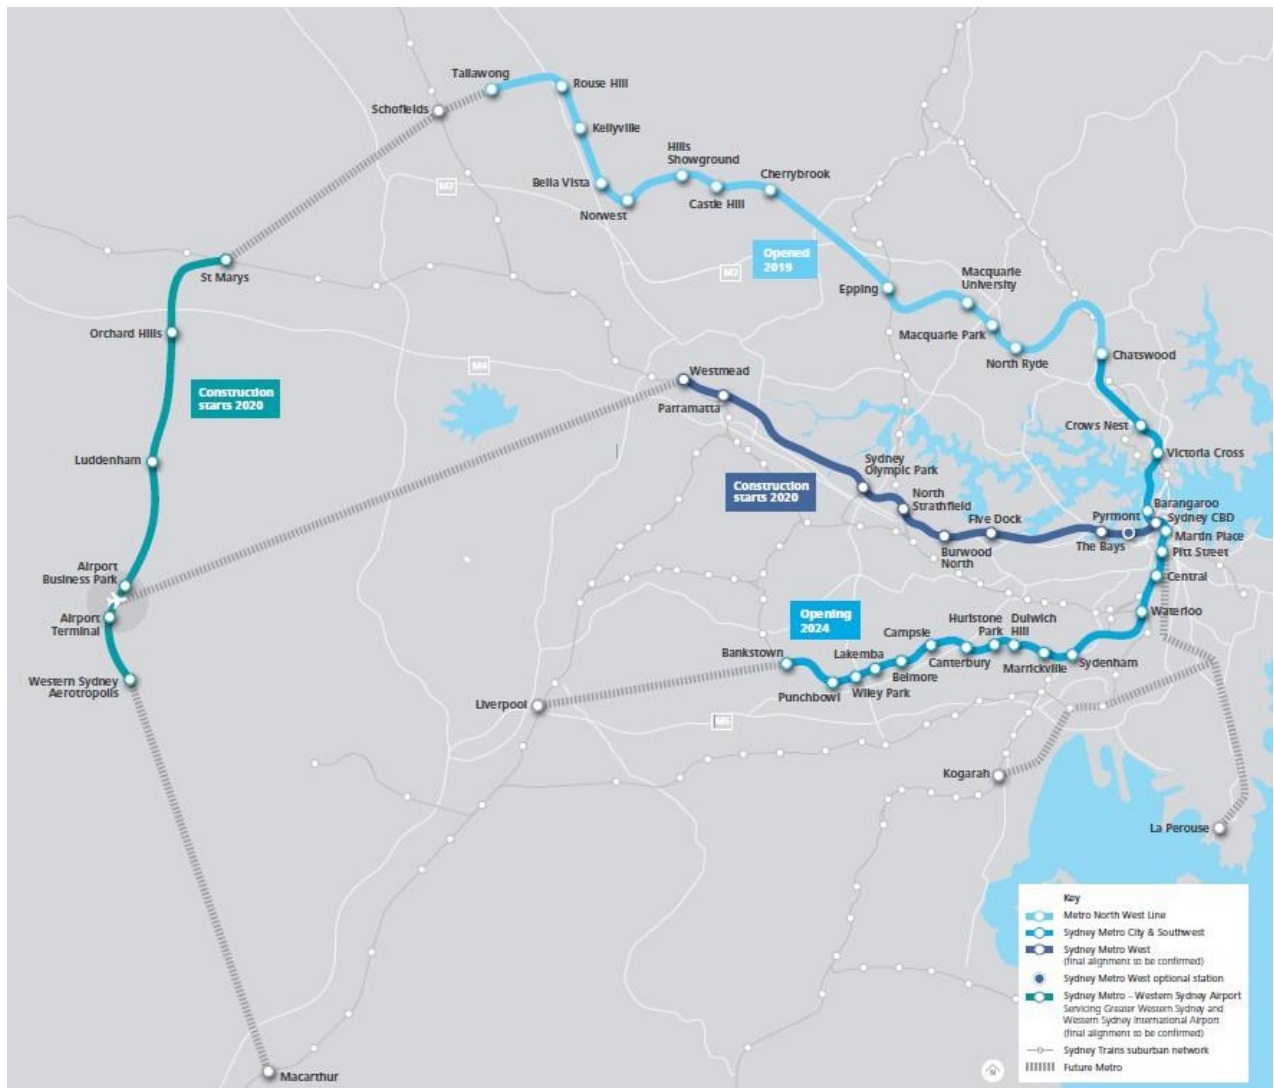 Tallawong
Rouse Hill
Schofields
Kellyville
Hills
Showground
Cherrybrook
M7
Bella Vista
Castle Hill
Norwest
Opened
2019
St Marys
M2
Macquarie
University
Epping
Orchard Hills
Macquarie Park
North Ryde
Chatswood
M4
Westmead
Construction
starts 2020
Parramatta
Crows Nest
Luddenham
Sydney
Olympic Park
Victoria Cross
Construction
starts 2020
North
Strathfield
Barangaroo
Five Dock
Pyrmont
Sydney CBD
Martin Place
The Bays
Burwood
North
Pitt Street
Airport
Business Park
Central
Airport
Terminal
Opening
2024
Waterloo
Hurlstone
Park
Dulwich
Hill
Campsie
Bankstown
Lakemba
Canterbury
Marrickville
Sydenham
Belmore
Western Sydney
Aerotropolis
Punchbowl
Wiley Park
Liverpool
M5
Kogarah
La Perouse
Macarthur
Key
Metro North West Line
Sydney Metro City & Southwest
Sydney Metro West
(final alignment to be confirmed)
Sydney Metro West optional station
Sydney Metro – Western Sydney Airport
Servicing Greater Western Sydney and
Western Sydney International Airport
(final alignment to be confirmed)
Sydney Trains suburban network
Future Metro
N